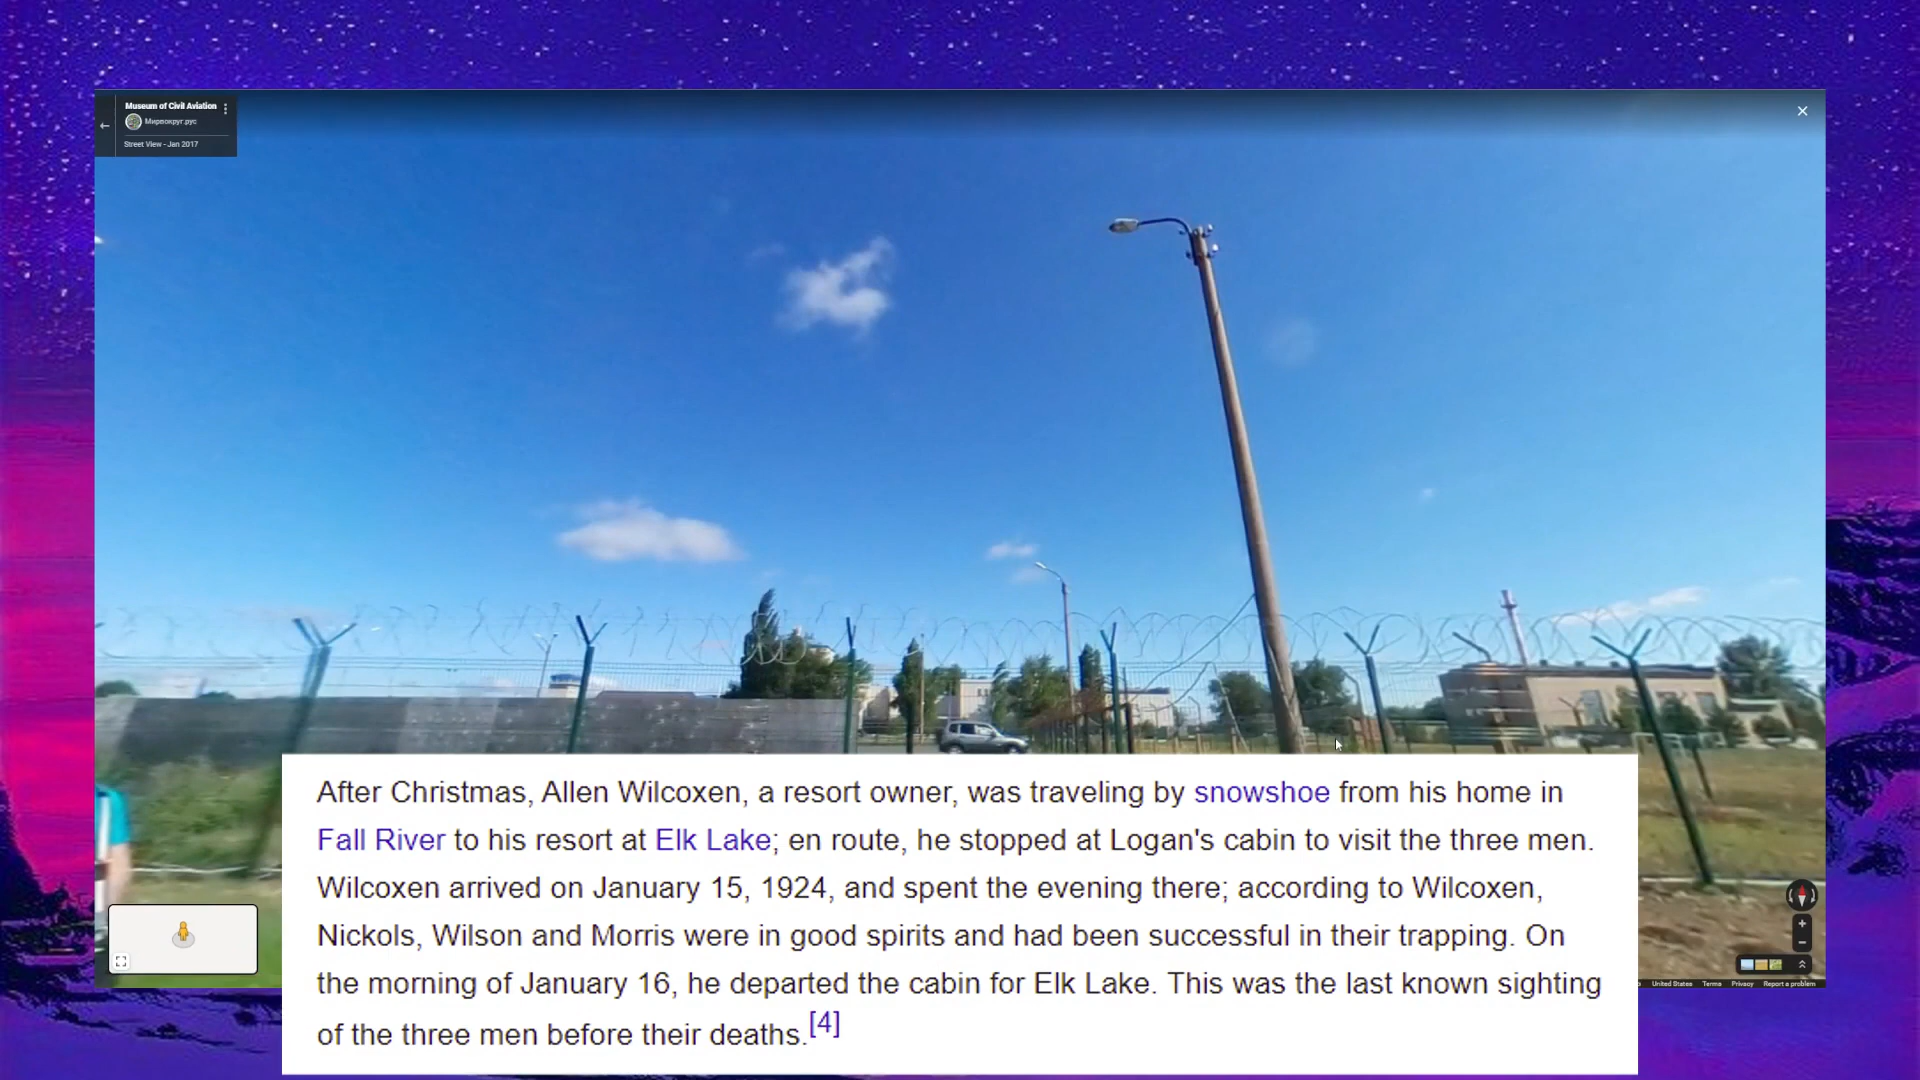 Museum of Civil Aviation
Мирвокруг.рус
Street View - Jan 2017
After Christmas, Allen Wilcoxen, a resort owner, was traveling by snowshoe from his home in
Fall River to his resort at Elk Lake; en route, he stopped at Logan's cabin to visit the three men.
Wilcoxen arrived on January 15, 1924, and spent the evening there; according to Wilcoxen,
Nickols, Wilson and Morris were in good spirits and had been successful in their trapping. On
the morning of January 16, he departed the cabin for Elk Lake. This was the last known sighting
of the three men before their deaths.[4]
United States Terms Privacy Report a problem